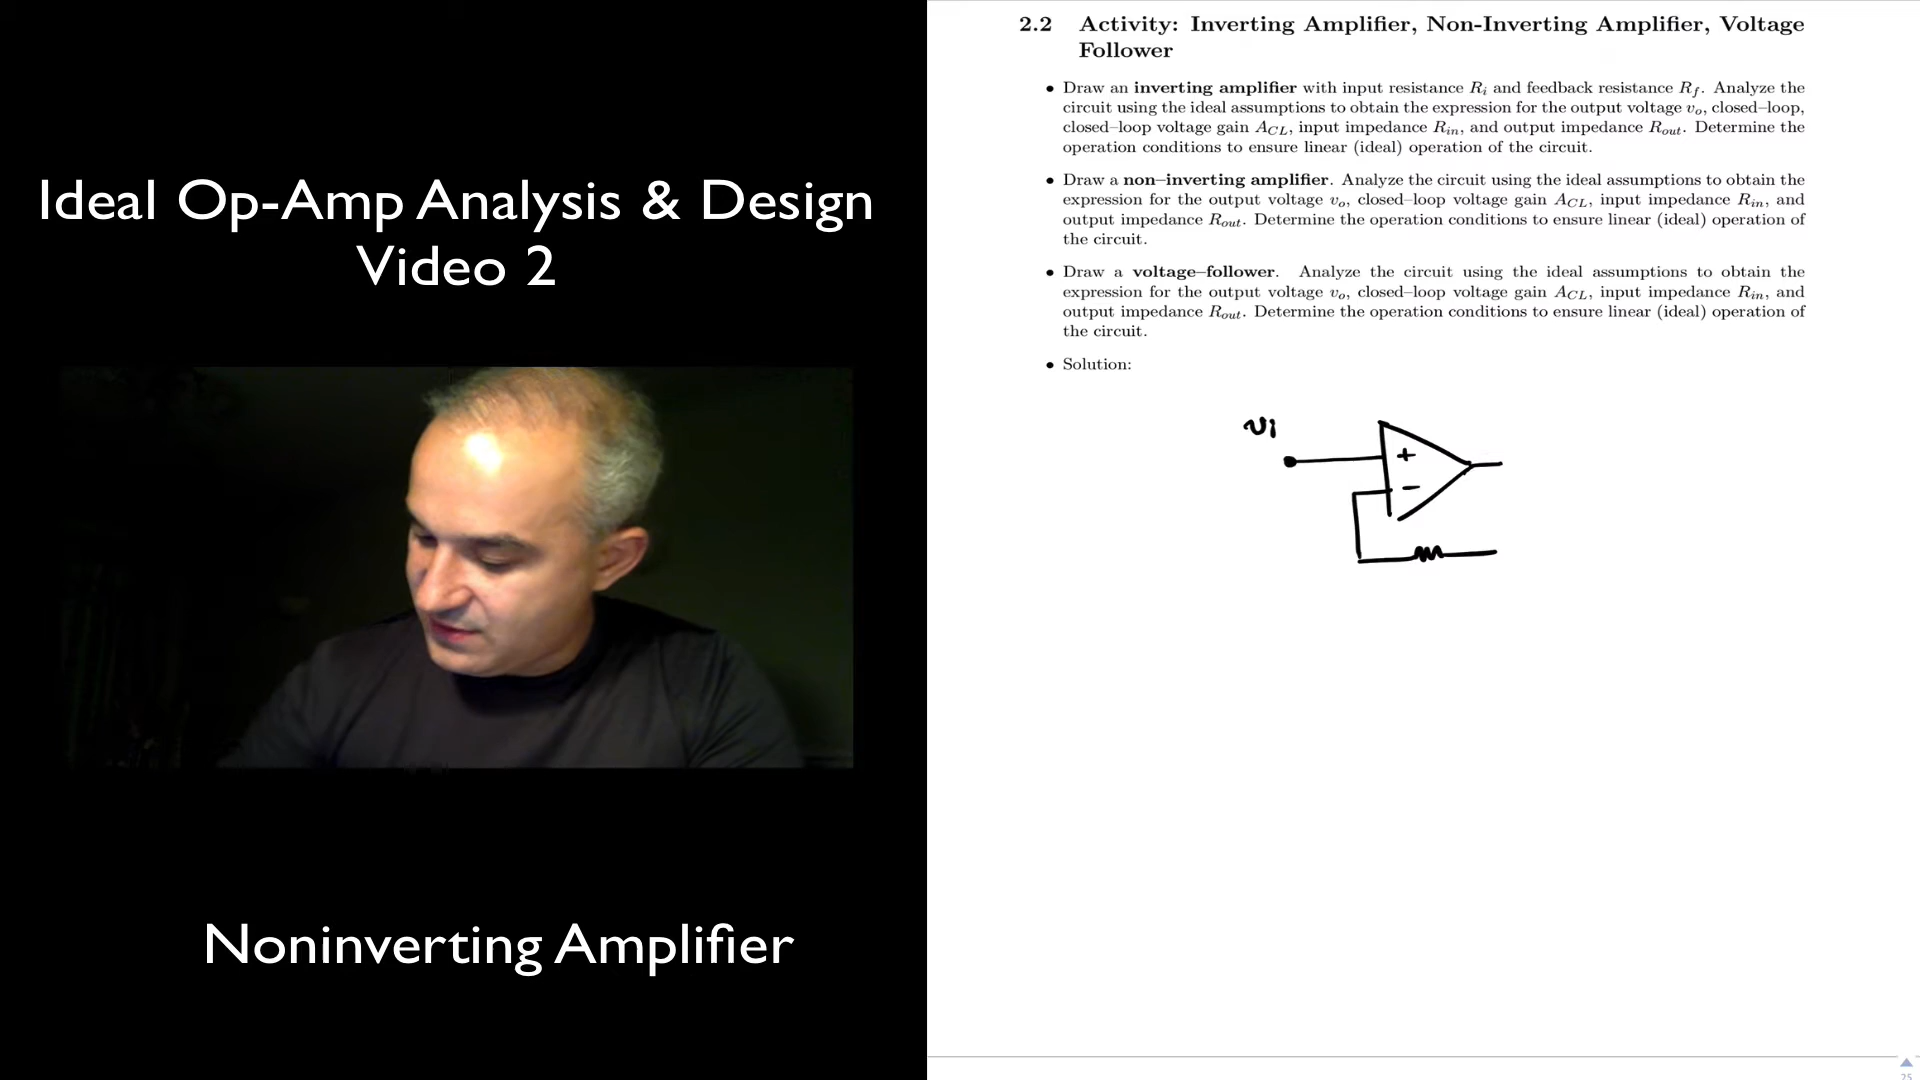 Ideal Op-Amp Analysis & Design
Video 2
Noninverting Amplifier
2.2 Activity: Inverting Amplifier, Non-Inverting Amplifier, Voltage
Follower
• Draw an inverting amplifier with input resistance Ri and feedback resistance Rf. Analyze the
circuit using the ideal assumptions to obtain the expression for the output voltage vo, closed–loop,
closed–loop voltage gain ACL, input impedance Rin, and output impedance Rout. Determine the
operation conditions to ensure linear (ideal) operation of the circuit.
• Draw a non–inverting amplifier. Analyze the circuit using the ideal assumptions to obtain the
expression for the output voltage vo, closed–loop voltage gain ACL, input impedance Rin, and
output impedance Rout. Determine the operation conditions to ensure linear (ideal) operation of
the circuit.
• Draw a voltage–follower. Analyze the circuit using the ideal assumptions to obtain the
expression for the output voltage vo, closed–loop voltage gain ACL, input impedance Rin, and
output impedance Rout. Determine the operation conditions to ensure linear (ideal) operation of
the circuit.
• Solution:
vi
+
−
25